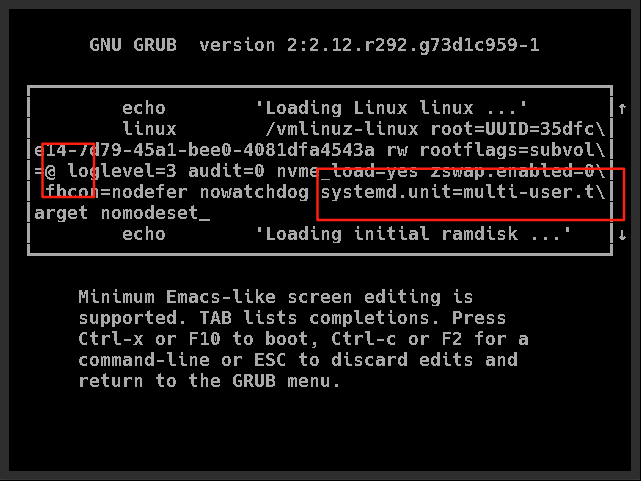 GNU GRUB version 2:2.12.r292.g73d1c959-1
echo 'Loading Linux linux ...' ↑
linux /vmlinuz-linux root=UUID=35dfc\
e14-7d79-45a1-bee0-4081dfa4543a rw rootflags=subvol\
=@ loglevel=3 audit=0 nvme_load=yes zswap.enabled=0\
fbcon=nodefer nowatchdog systemd.unit=multi-user.t\
arget nomodeset_
echo 'Loading initial ramdisk ...' ↓
Minimum Emacs-like screen editing is
supported. TAB lists completions. Press
Ctrl-x or F10 to boot, Ctrl-c or F2 for a
command-line or ESC to discard edits and
return to the GRUB menu.